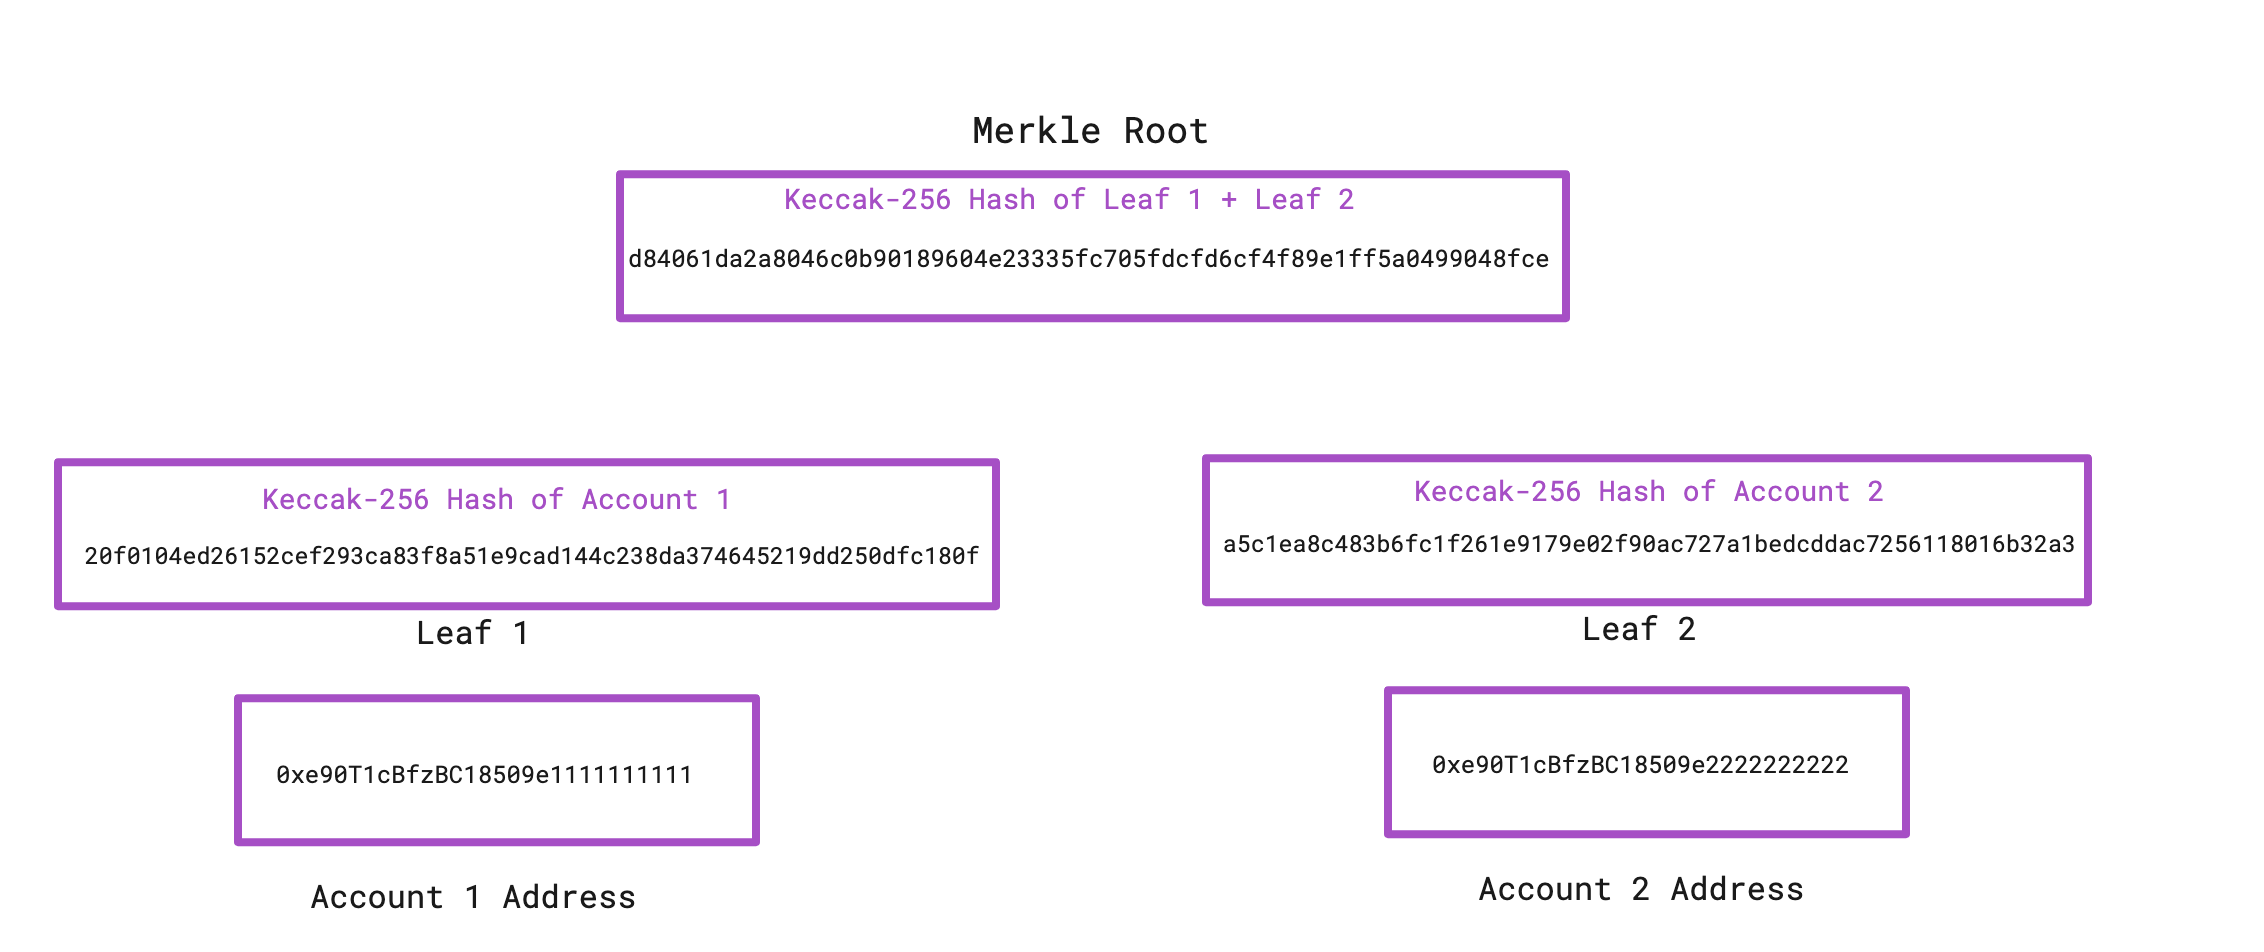 Merkle Root
Keccak-256 Hash of Leaf 1 + Leaf 2
d84061da2a8046c0b90189604e23335fc705fdcfd6cf4f89e1ff5a0499048fce
Keccak-256 Hash of Account 1
20f0104ed26152cef293ca83f8a51e9cad144c238da374645219dd250dfc180f
Leaf 1
Keccak-256 Hash of Account 2
a5c1ea8c483b6fc1f261e9179e02f90ac727a1bedcddac7256118016b32a3
Leaf 2
0xe90T1cBfzBC18509e1111111111
Account 1 Address
0xe90T1cBfzBC18509e2222222222
Account 2 Address